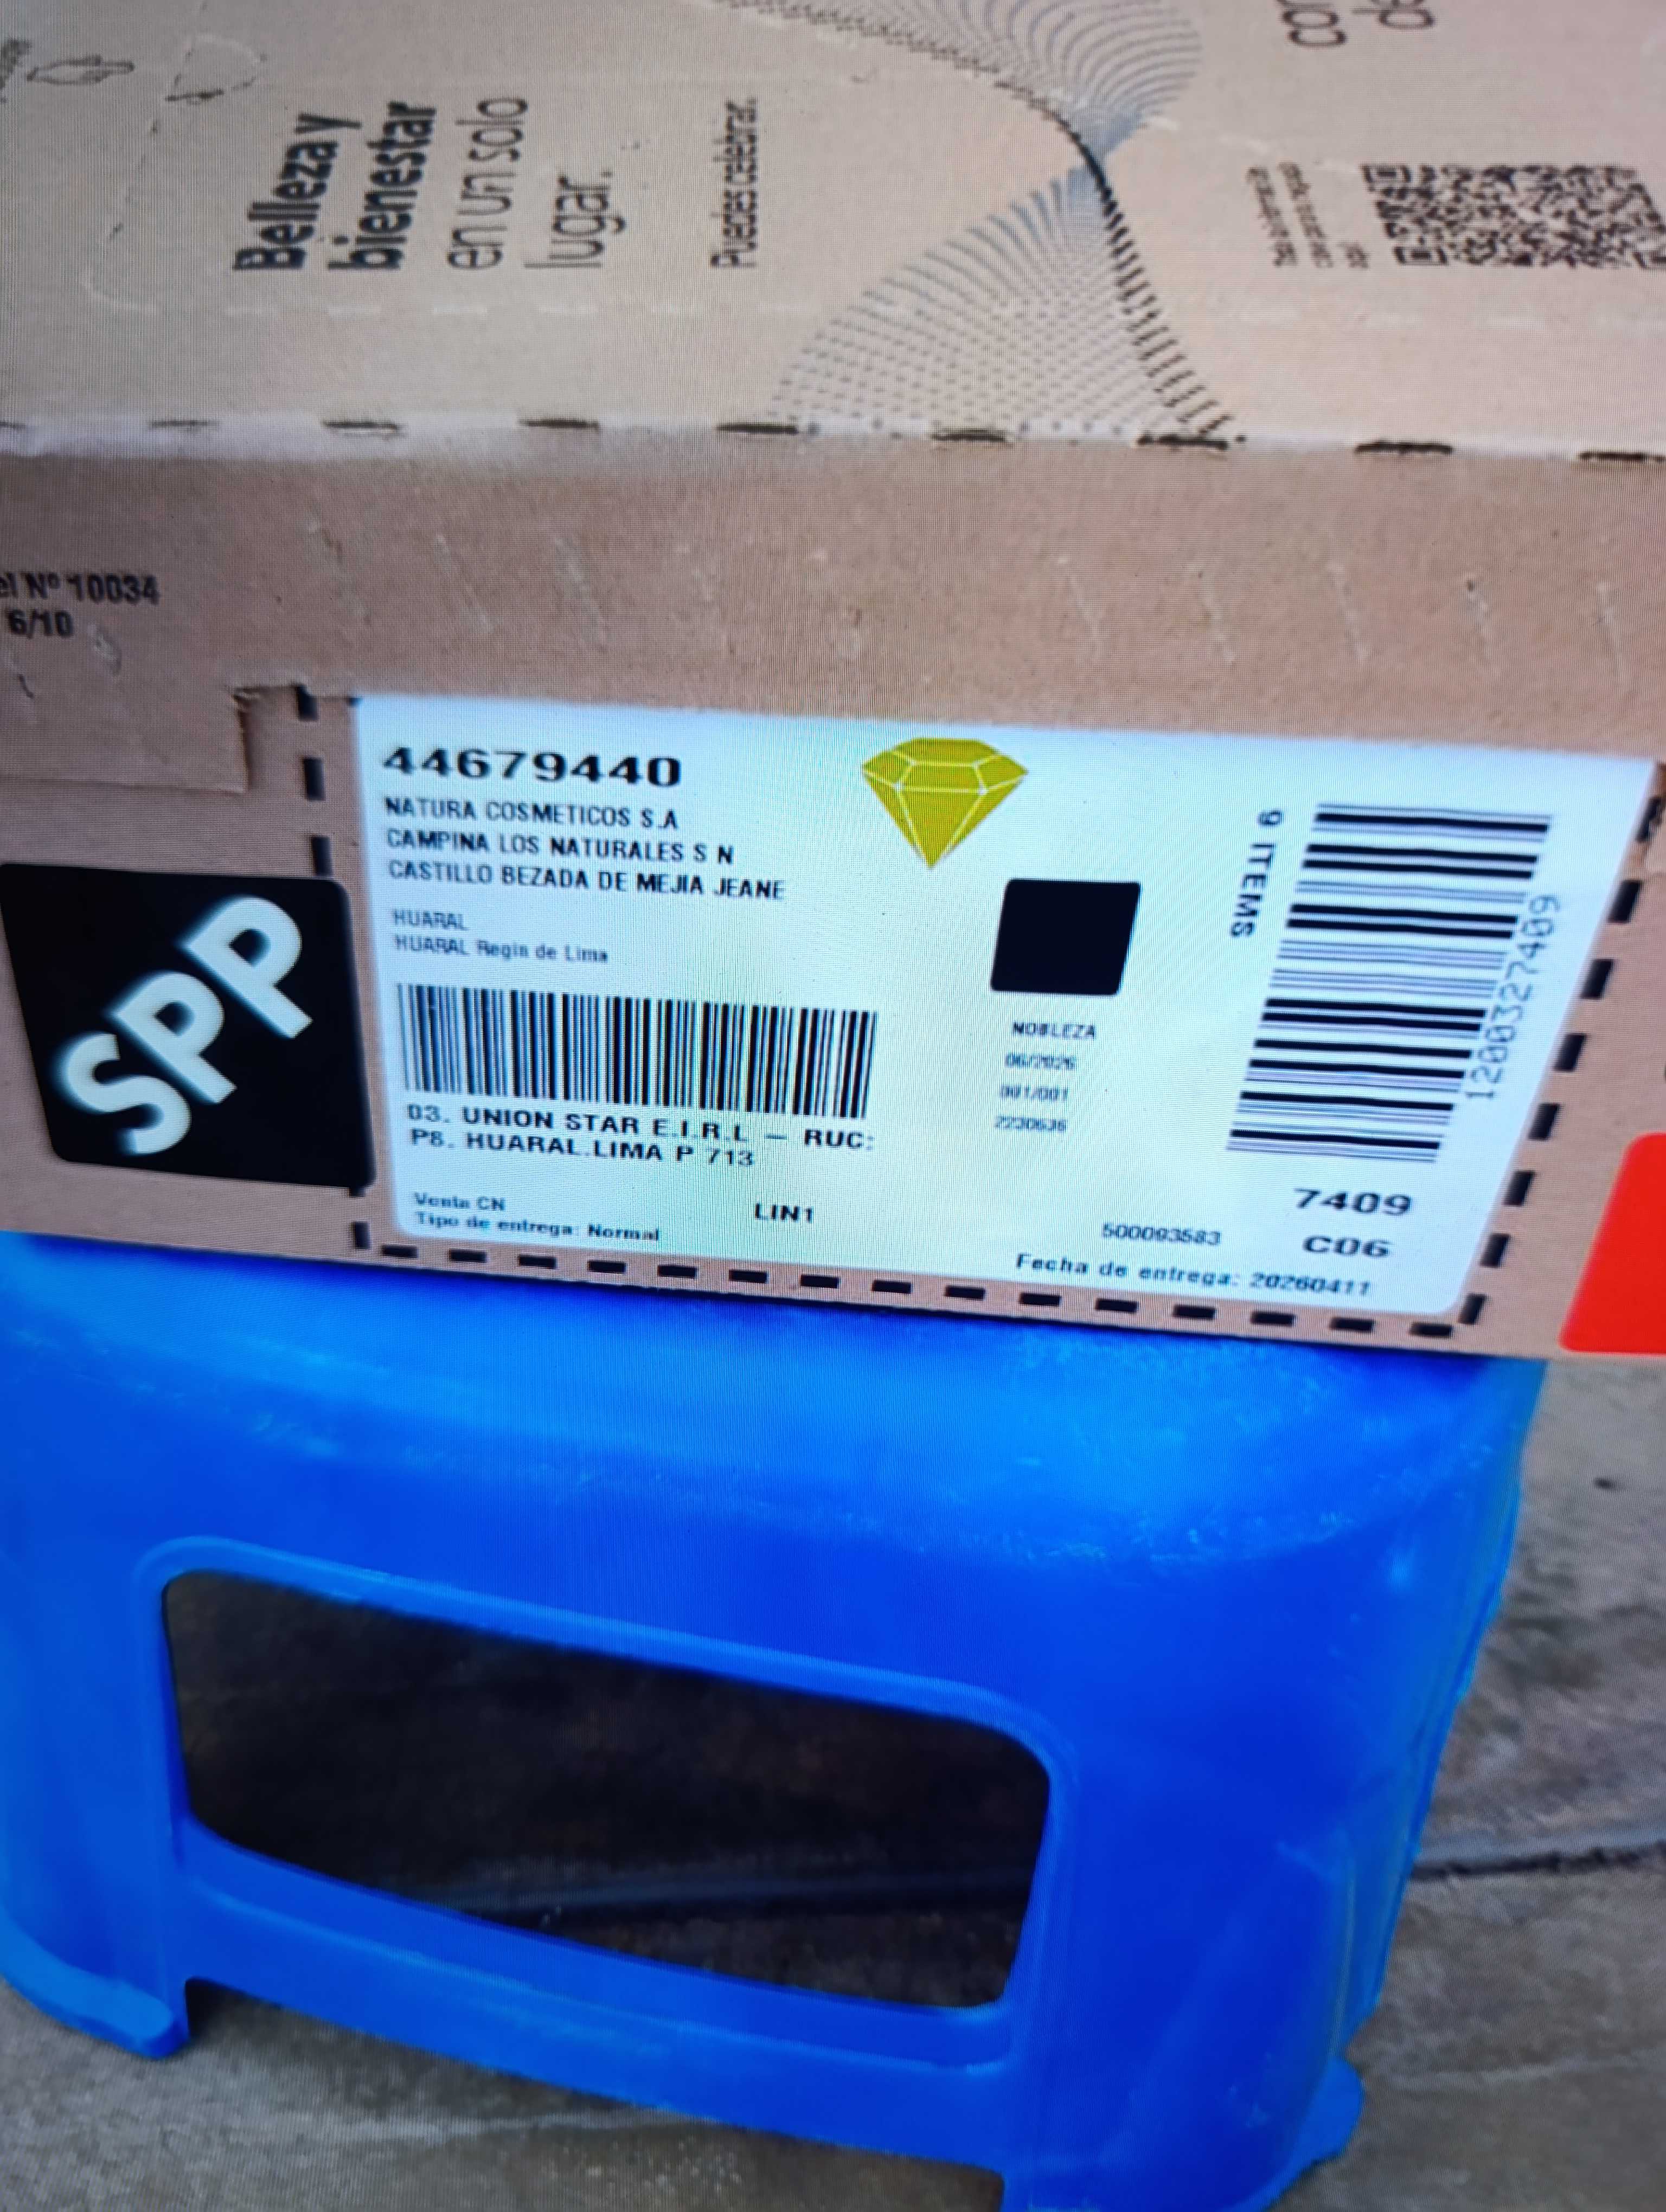 Belleza y
bienestar
en un solo
lugar.
Puedes celebrar.
Nº 10034
6/10
SPP
44679440
NATURA COSMETICOS S.A
CAMPINA LOS NATURALES S N
CASTILLO BEZADA DE MEJIA JEANE
HUARAL
HUARAL Regin de Lima
03. UNION STAR E.I.R.L — RUC:
P8. HUARAL.LIMA P 713
Venta CN
Tipo de entrega: Normal
LIN1
NOBLEZA
06/2026
001/001
2230636
9 ITEMS
1200327409
7409
500093583
C06
Fecha de entrega: 20260411